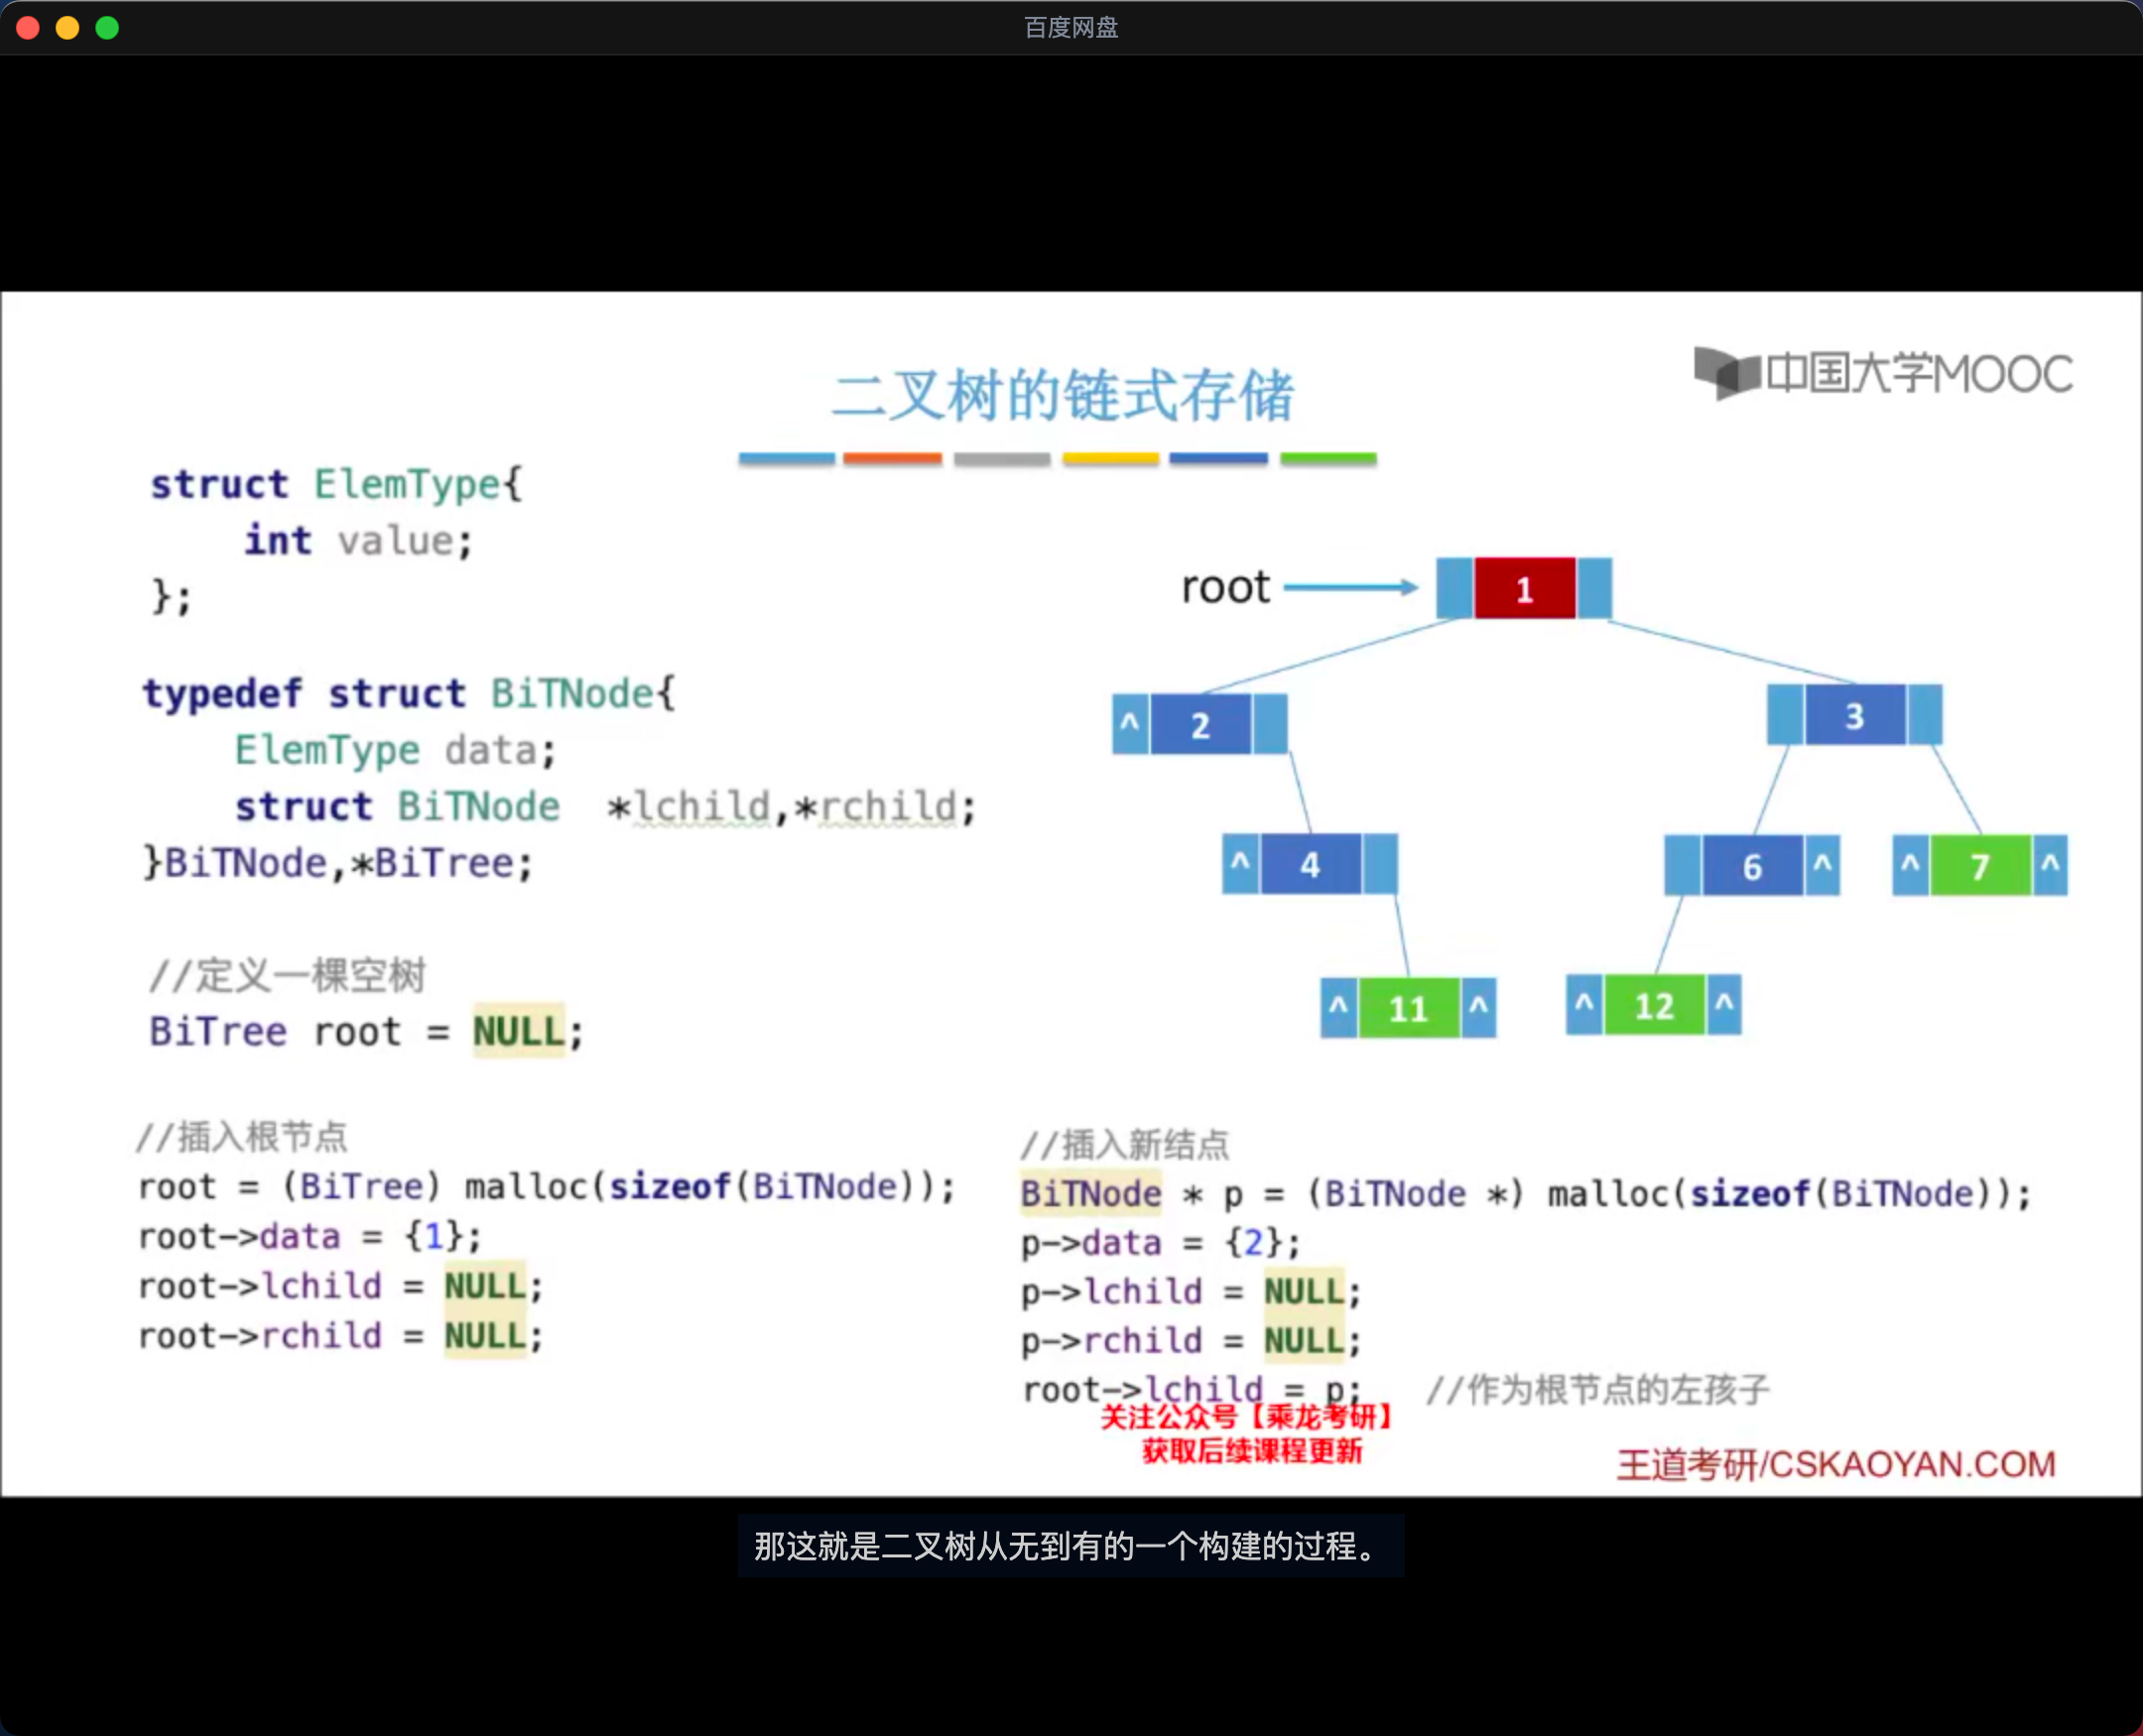 百度网盘
二叉树的链式存储
中国大学MOOC
struct ElemType{
    int value;
};
typedef struct BiTNode{
    ElemType data;
    struct BiTNode  *lchild,*rchild;
}BiTNode,*BiTree;
//定义一棵空树
BiTree root = NULL;
//插入根节点
root = (BiTree) malloc(sizeof(BiTNode));
root->data = {1};
root->lchild = NULL;
root->rchild = NULL;
root
1
^ 2
3
^ 4
6 ^
^ 7 ^
^ 11 ^
^ 12 ^
//插入新结点
BiTNode * p = (BiTNode *) malloc(sizeof(BiTNode));
p->data = {2};
p->lchild = NULL;
p->rchild = NULL;
root->lchild = p;   //作为根节点的左孩子
关注公众号【乘龙考研】
获取后续课程更新
王道考研/CSKAOYAN.COM
那这就是二叉树从无到有的一个构建的过程。